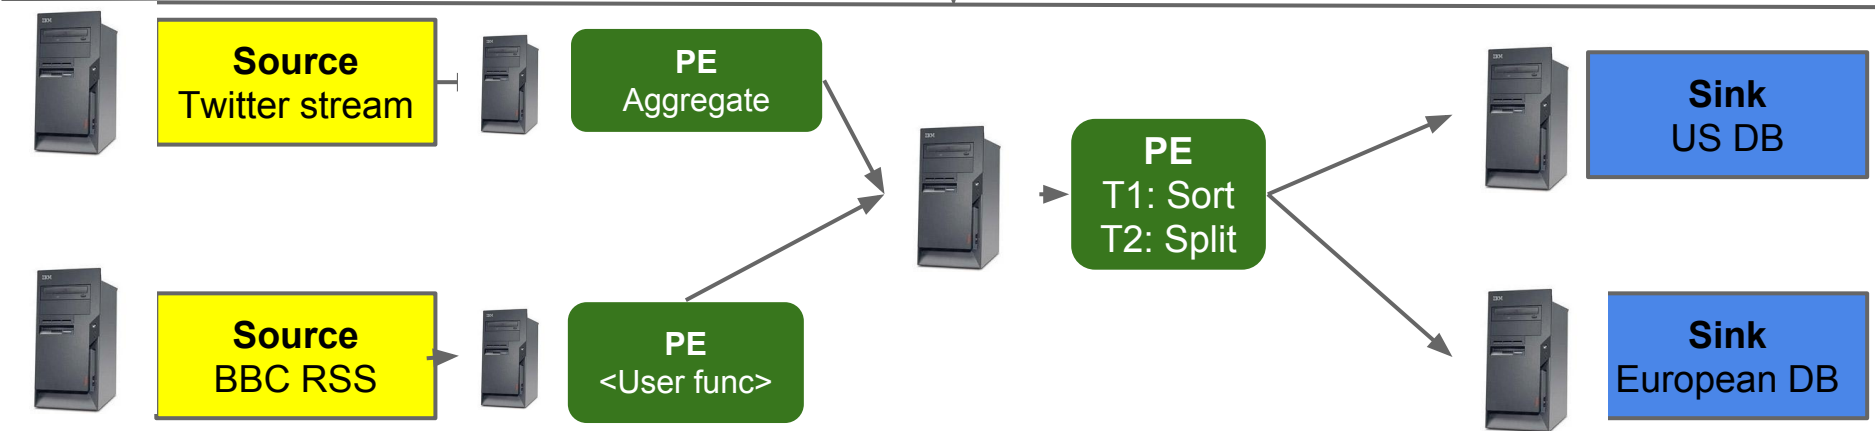 Source
Twitter stream
PE
Aggregate
PE
T1: Sort
T2: Split
Sink
US DB
Source
BBC RSS
PE
<User func>
Sink
European DB